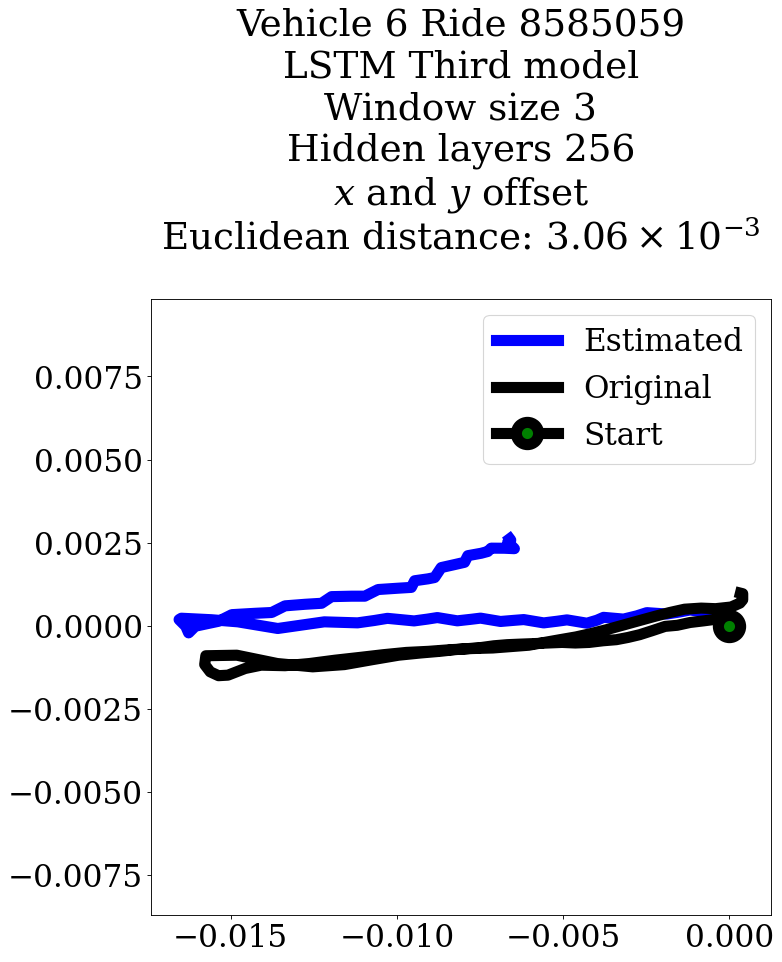 Vehicle 6 Ride 8585059
LSTM Third model
Window size 3
Hidden layers 256
x and y offset
Euclidean distance: 3.06 × 10⁻³
Estimated
Original
Start
0.0075
0.0050
0.0025
0.0000
−0.0025
−0.0050
−0.0075
−0.015 −0.010 −0.005 0.000